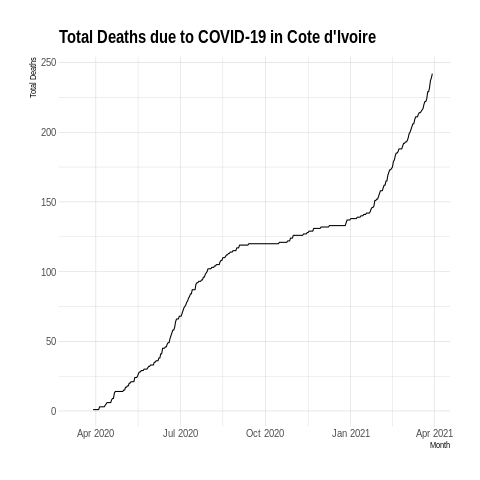 Total Deaths due to COVID-19 in Cote d'Ivoire
Total Deaths
250
200
150
100
50
0
Apr 2020 Jul 2020 Oct 2020 Jan 2021 Apr 2021
Month